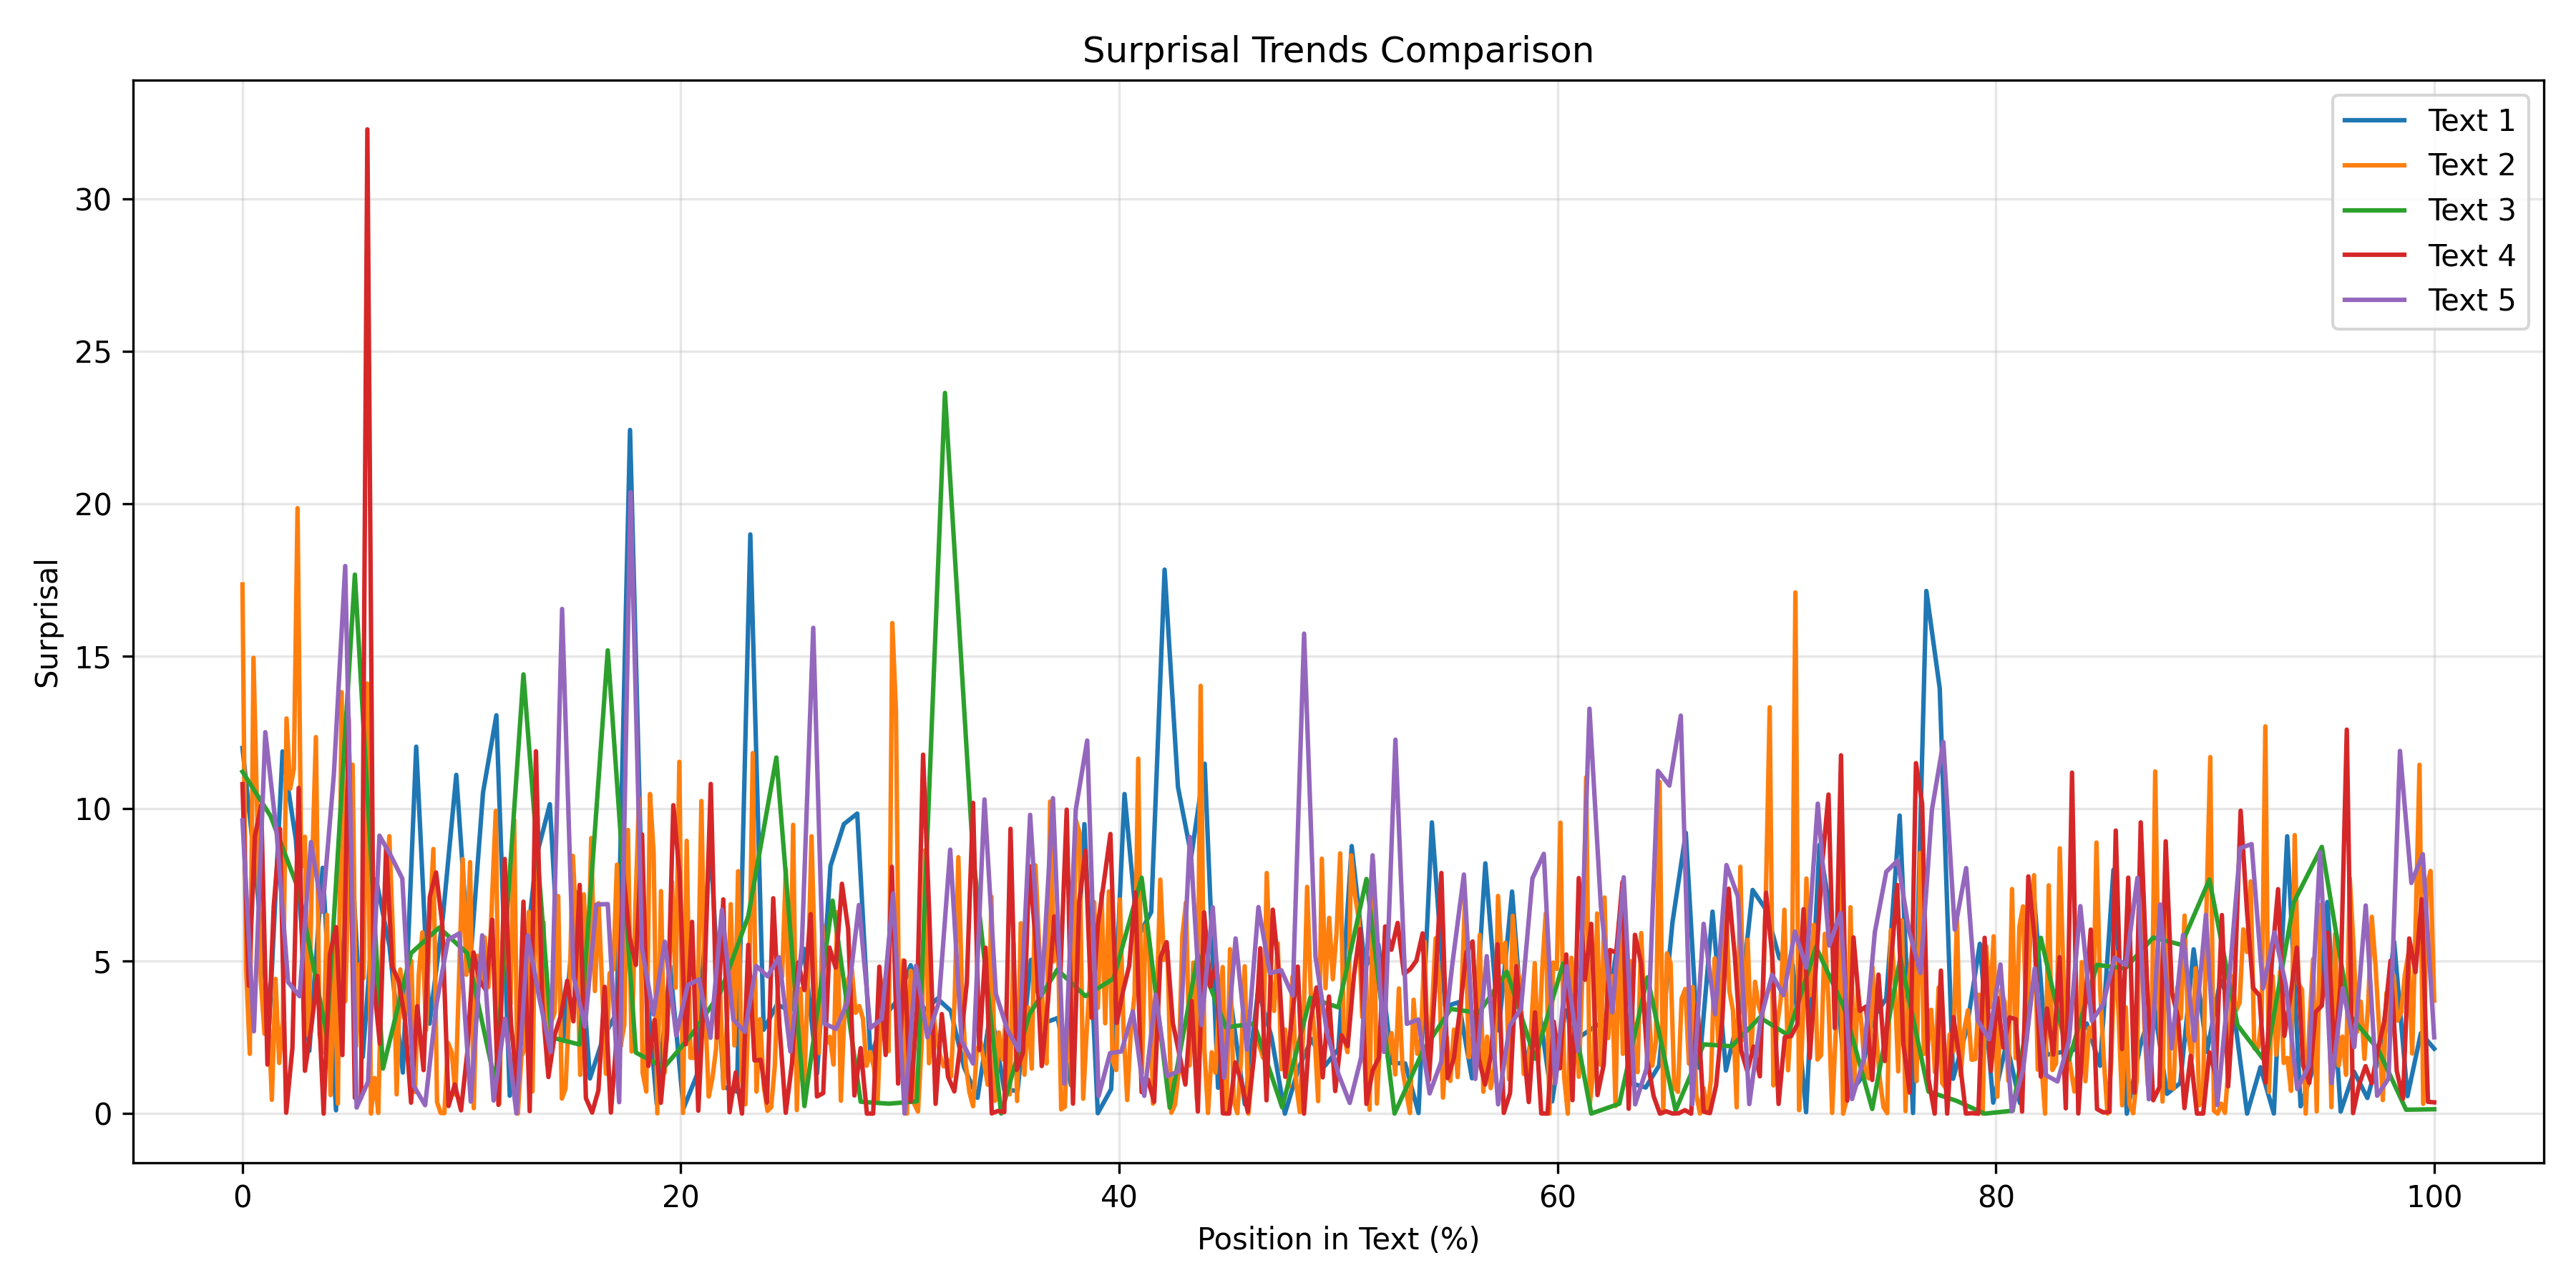 Surprisal Trends Comparison
Text 1
Text 2
Text 3
Text 4
Text 5
30
25
20
15
10
5
0
Surprisal
0 20 40 60 80 100
Position in Text (%)